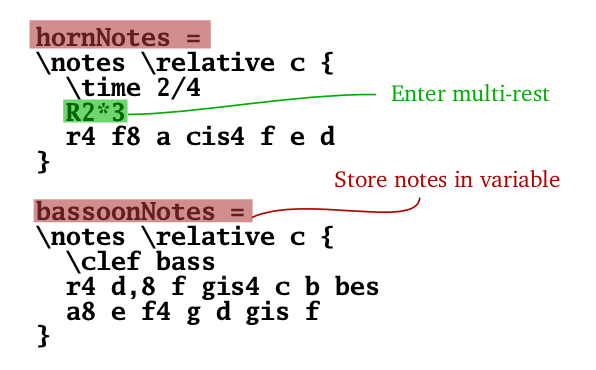 hornNotes =
\notes \relative c {
\time 2/4
R2*3
Enter multi-rest
r4 f8 a cis4 f e d
}
Store notes in variable
bassoonNotes =
\notes \relative c {
\clef bass
r4 d,8 f gis4 c b bes
a8 e f4 g d gis f
}